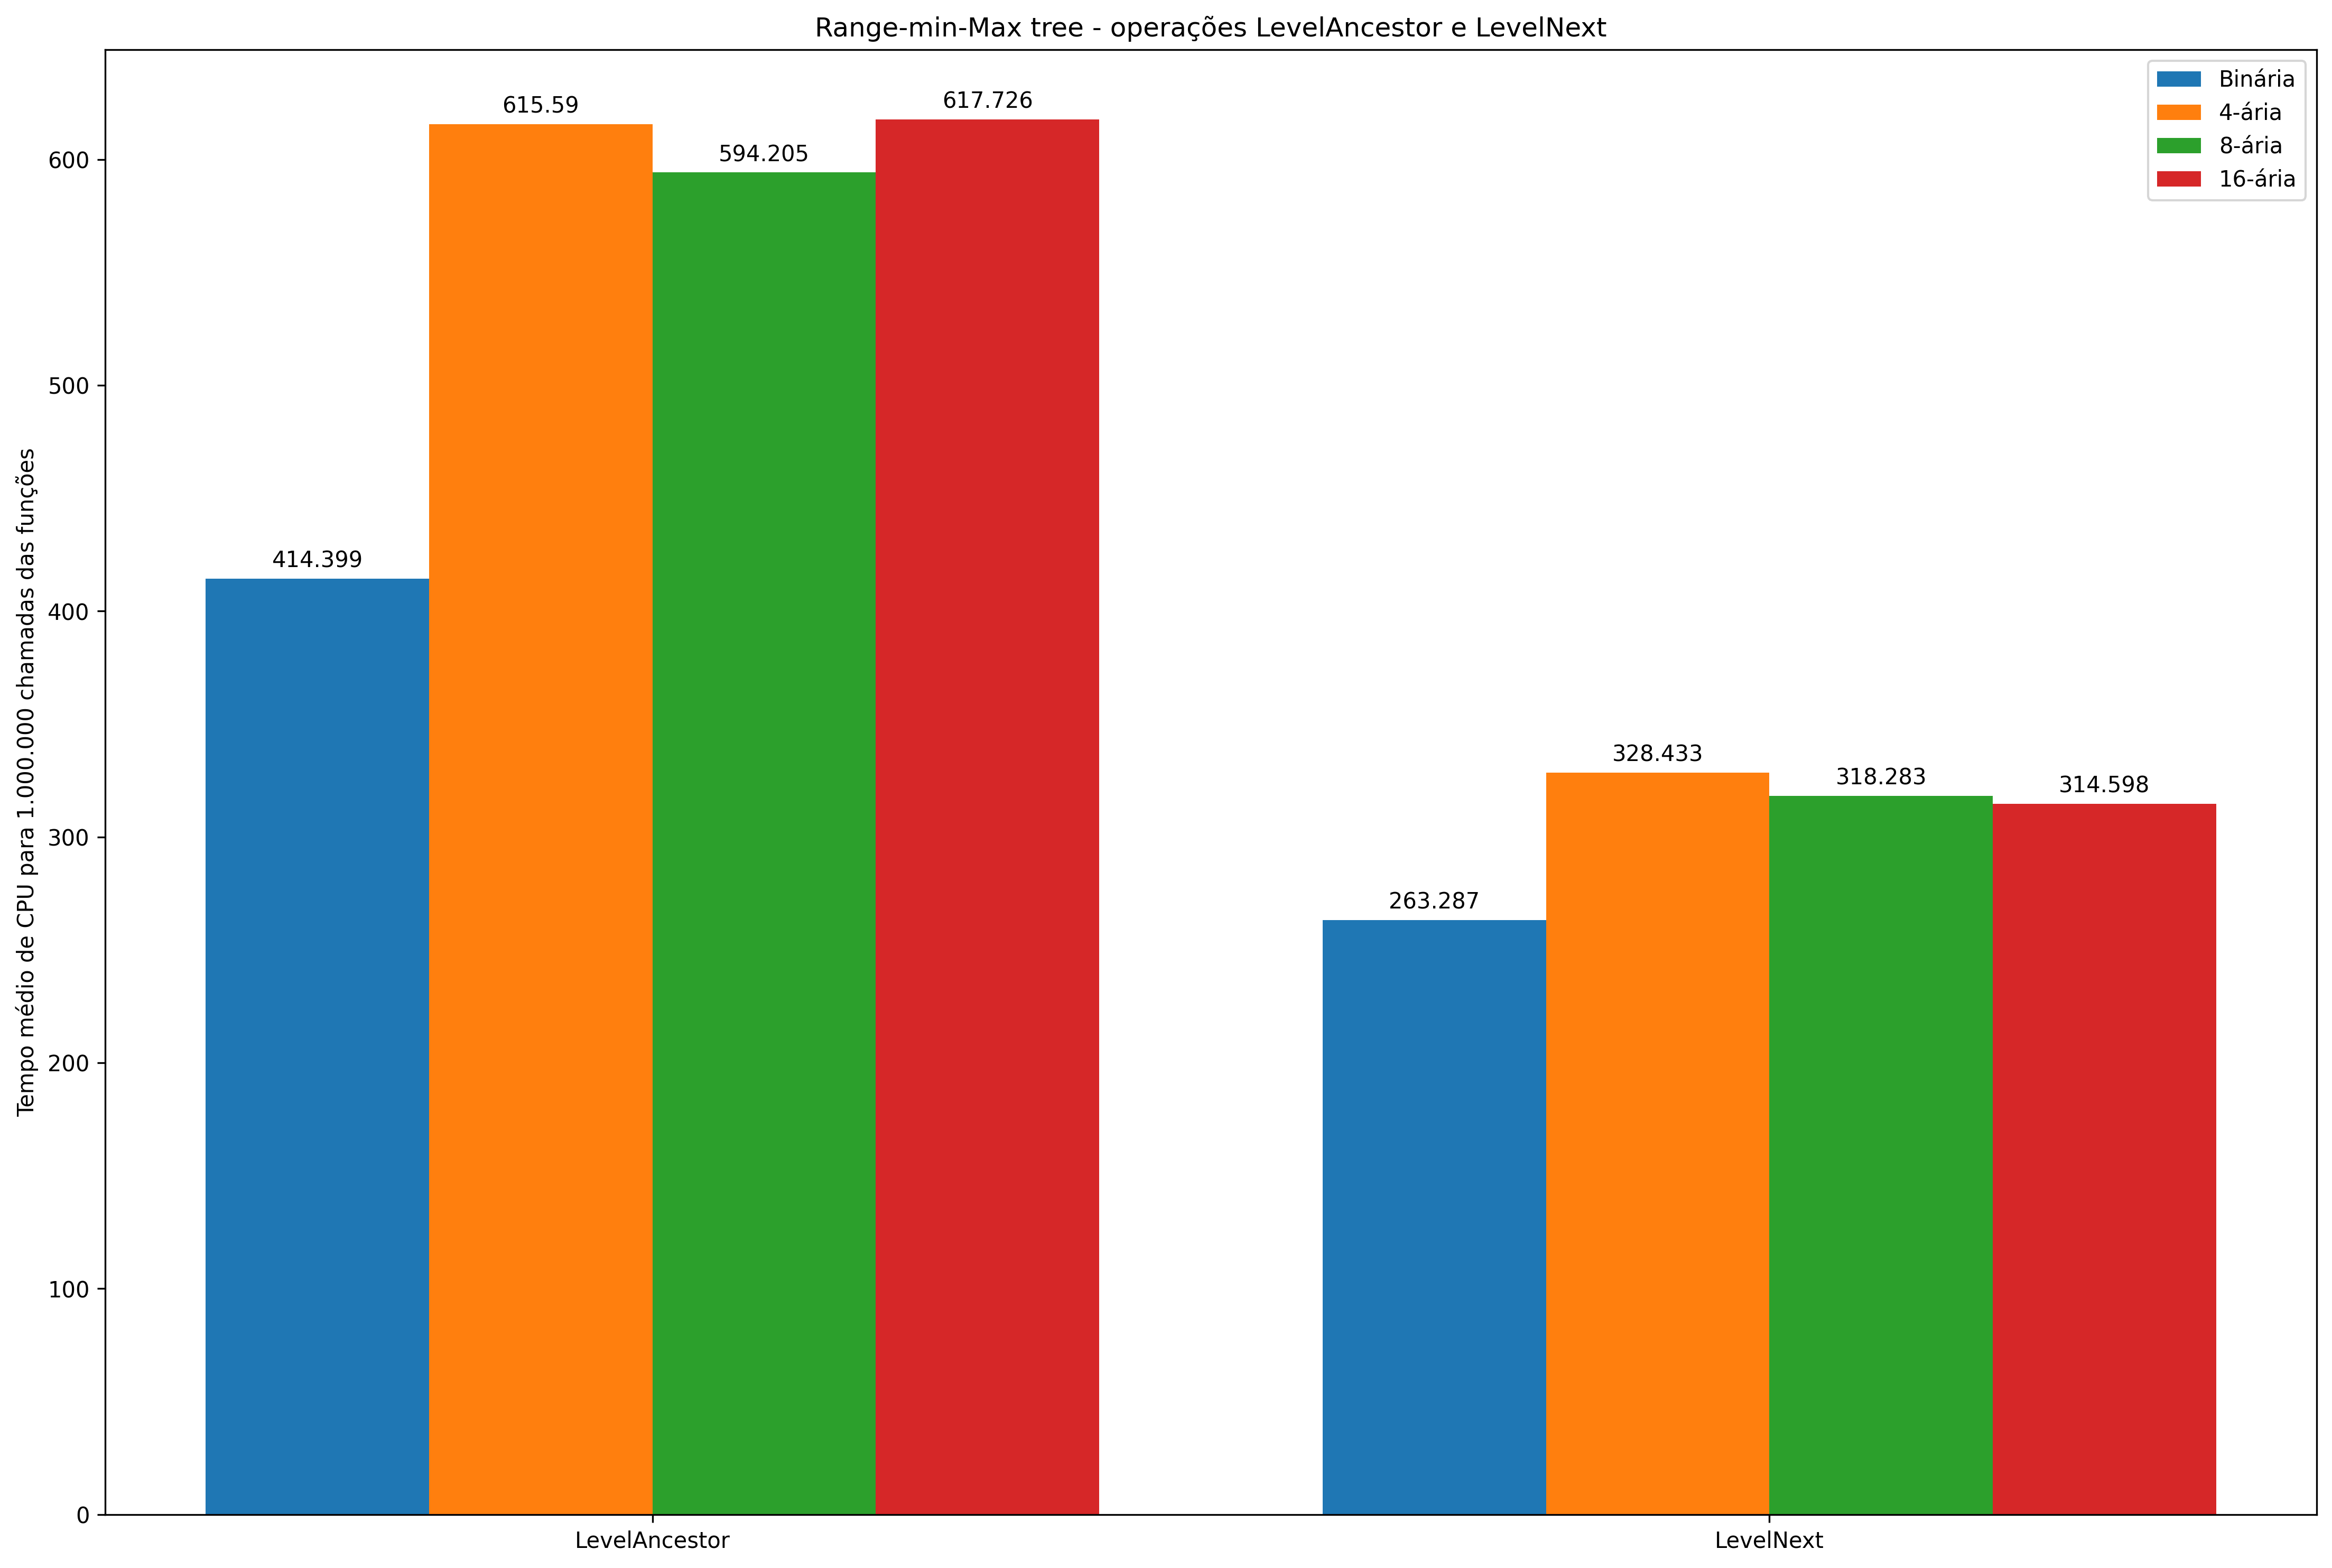 Range-min-Max tree - operações LevelAncestor e LevelNext
Tempo médio de CPU para 1.000.000 chamadas das funções
600
500
400
300
200
100
0
414.399
615.59
594.205
617.726
263.287
328.433
318.283
314.598
LevelAncestor
LevelNext
Binária
4-ária
8-ária
16-ária